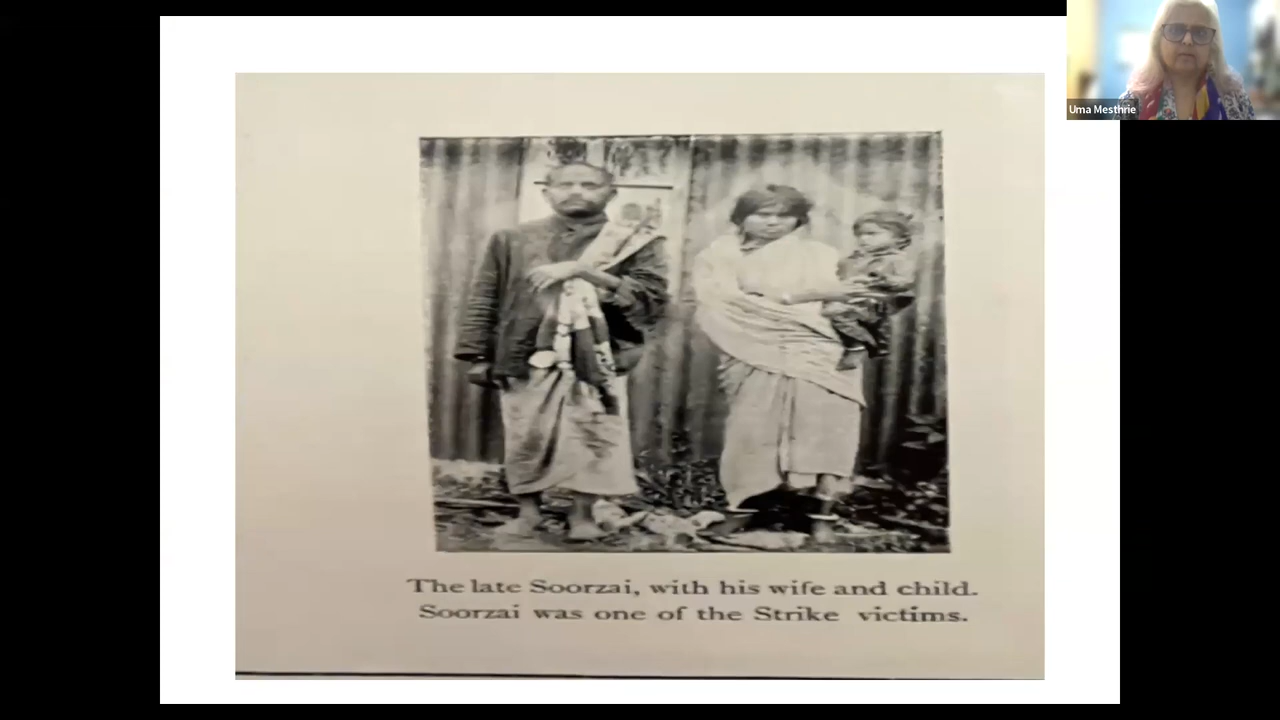 Uma Mesthrie
The late Soorzai, with his wife and child.
Soorzai was one of the Strike victims.